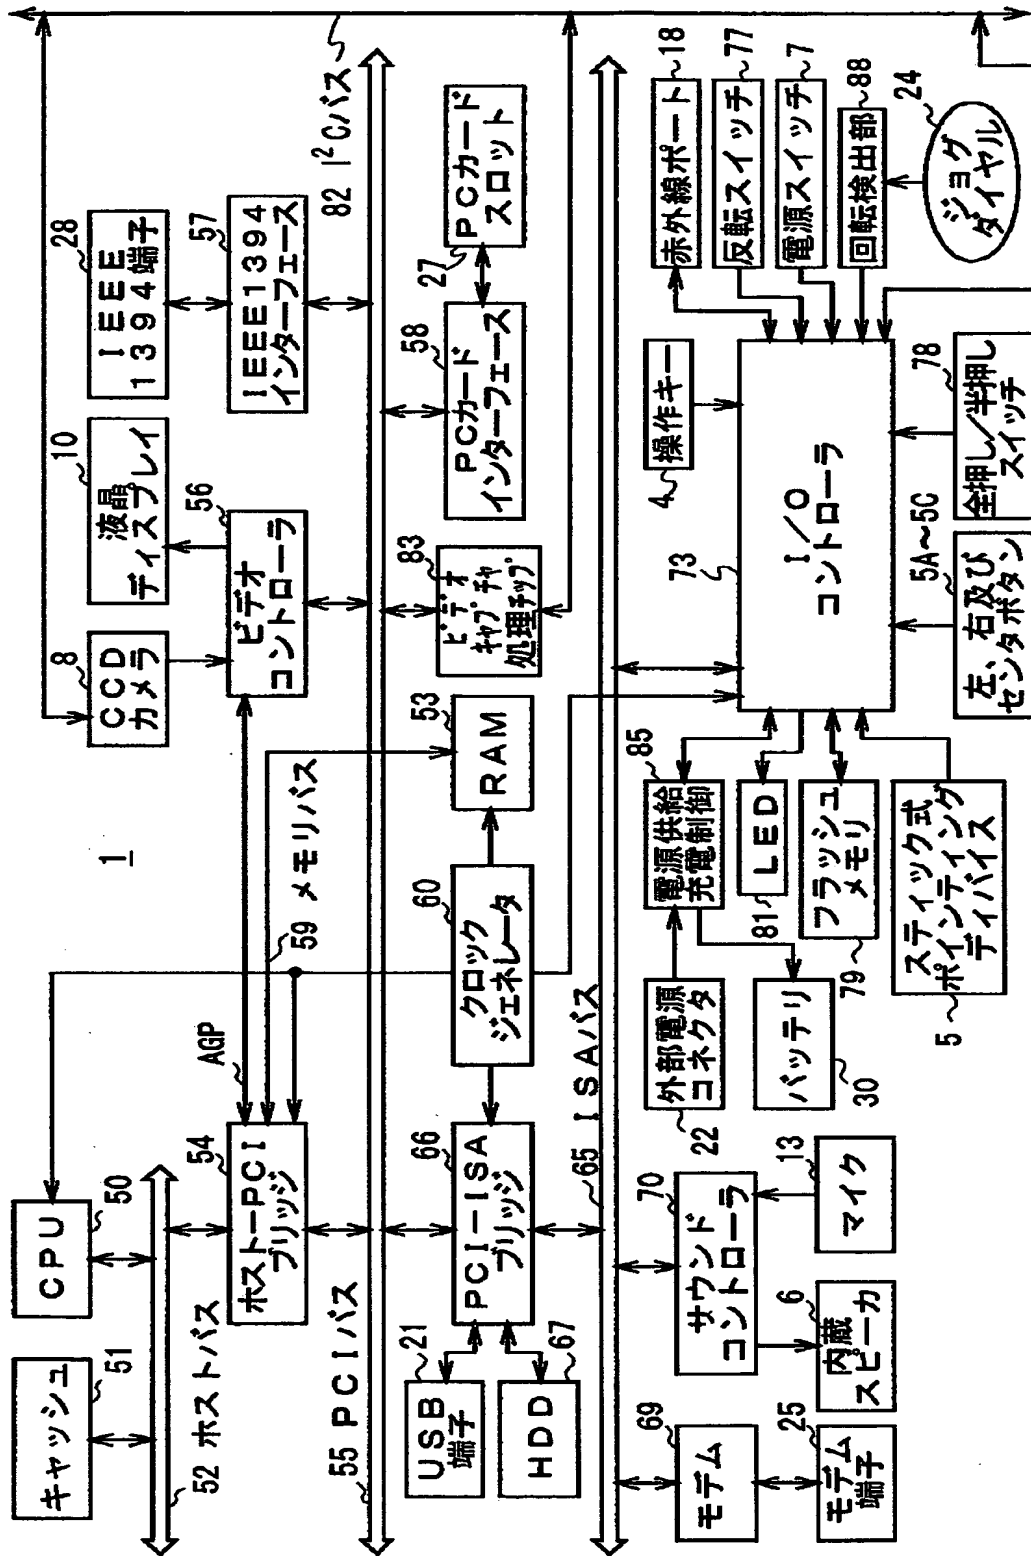 1
キャッシュ
51
CPU
50
52 ホストバス
ホスト−PCI
ブリッジ
54
AGP
59 メモリバス
CCD
カメラ
8
液晶
ディスプレイ
10
ビデオ
コントローラ
56
IEEE
1394端子
28
IEEE1394
インターフェース
57
82 I²Cバス
55 PCIバス
USB
端子
21
HDD
67
PCI−ISA
ブリッジ
66
クロック
ジェネレータ
60
RAM
53
ビデオ
キャプチャ
処理チップ
83
PCカード
インターフェース
58
PCカード
スロット
27
65 ISAバス
モデム
69
モデム
端子
25
サウンド
コントローラ
70
内蔵
スピーカ
6
マイク
13
外部電源
コネクタ
22
バッテリ
30
電源供給
充電制御
85
LED
81
フラッシュ
メモリ
79
スティック式
ポインティング
デバイス
5
I/O
コントローラ
73
操作キー
4
赤外線ポート
18
反転スイッチ
77
電源スイッチ
7
回転検出部
88
ジョグ
ダイヤル
24
左、右及び
センタボタン
5A〜5C
全押し/半押し
スイッチ
78